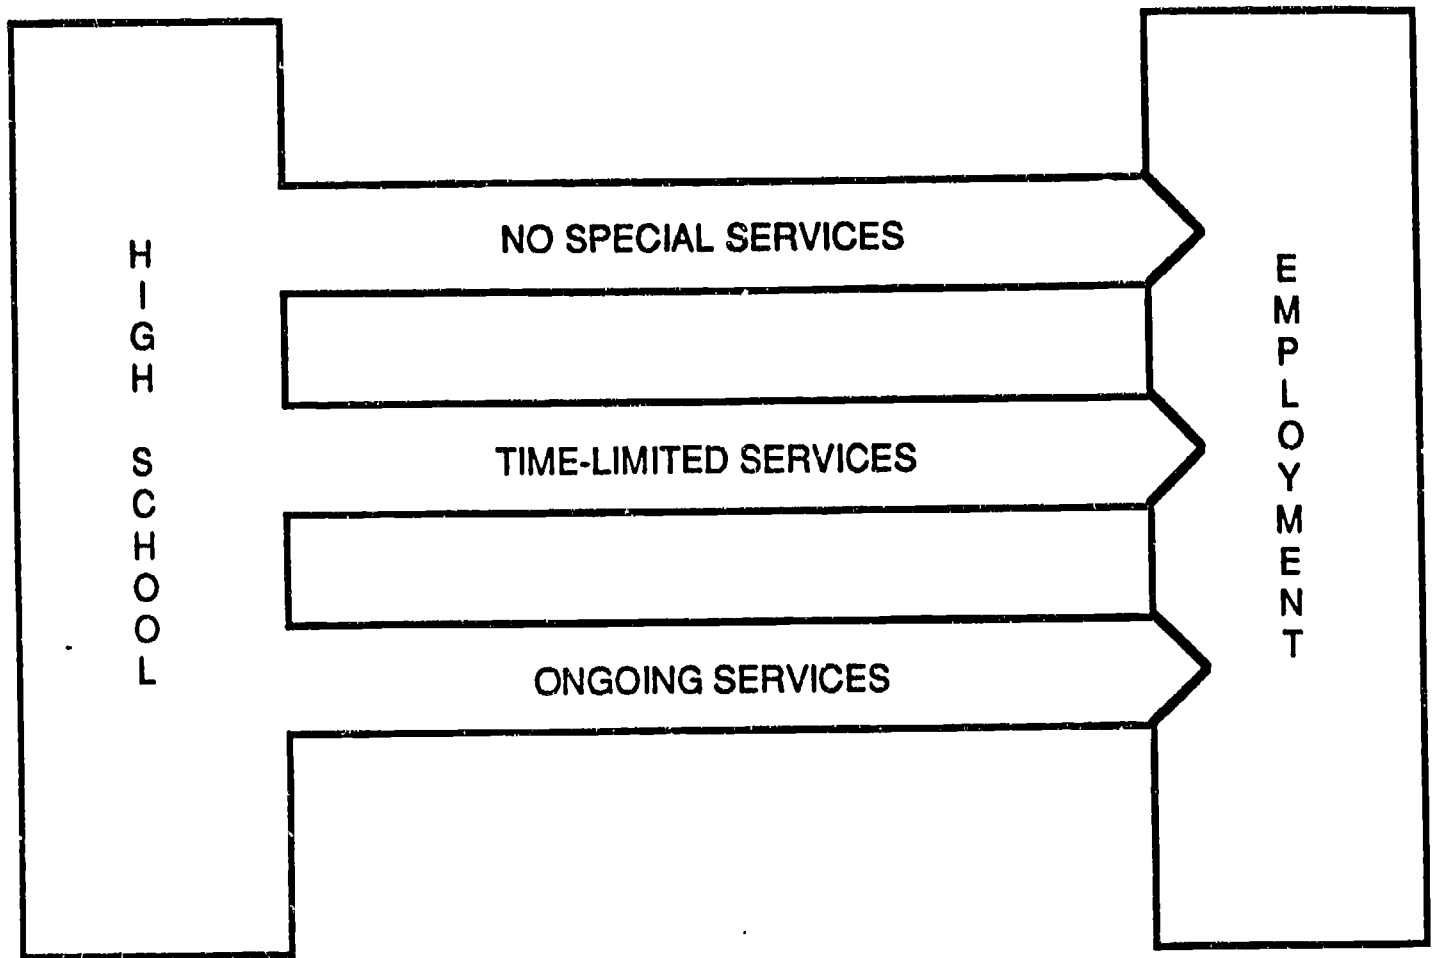 HIGH SCHOOL
NO SPECIAL SERVICES
TIME-LIMITED SERVICES
ONGOING SERVICES
EMPLOYMENT